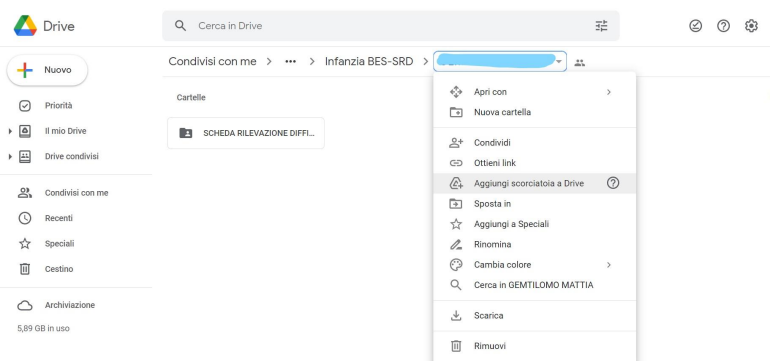 Drive
Cerca in Drive
Condivisi con me > ••• > Infanzia BES-SRD >
Nuovo
Priorità
Il mio Drive
Drive condivisi
Condivisi con me
Recenti
Speciali
Cestino
Archiviazione
5,89 GB in uso
Cartelle
SCHEDA RILEVAZIONE DIFFI...
Apri con
Nuova cartella
Condividi
Ottieni link
Aggiungi scorciatoia a Drive
Sposta in
Aggiungi a Speciali
Rinomina
Cambia colore
Cerca in GEMTILOMO MATTIA
Scarica
Rimuovi